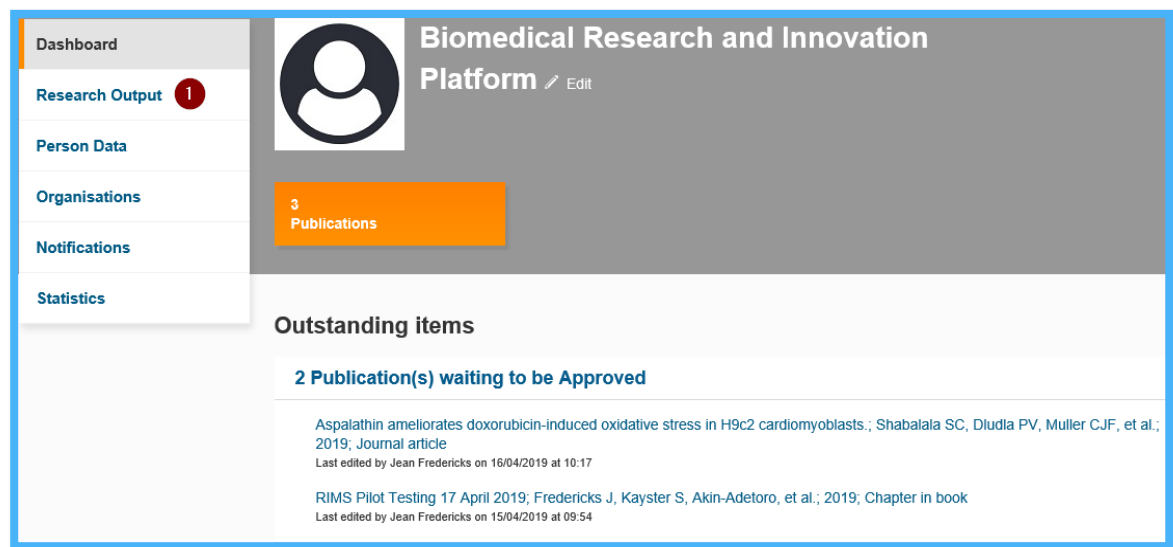 Dashboard
Research Output 1
Person Data
Organisations
Notifications
Statistics
Biomedical Research and Innovation
Platform Edit
3
Publications
Outstanding items
2 Publication(s) waiting to be Approved
Aspalathin ameliorates doxorubicin-induced oxidative stress in H9c2 cardiomyoblasts.; Shabalala SC, Dludla PV, Muller CJF, et al.;
2019; Journal article
Last edited by Jean Fredericks on 16/04/2019 at 10:17
RIMS Pilot Testing 17 April 2019; Fredericks J, Kayster S, Akin-Adetoro, et al.; 2019; Chapter in book
Last edited by Jean Fredericks on 15/04/2019 at 09:54